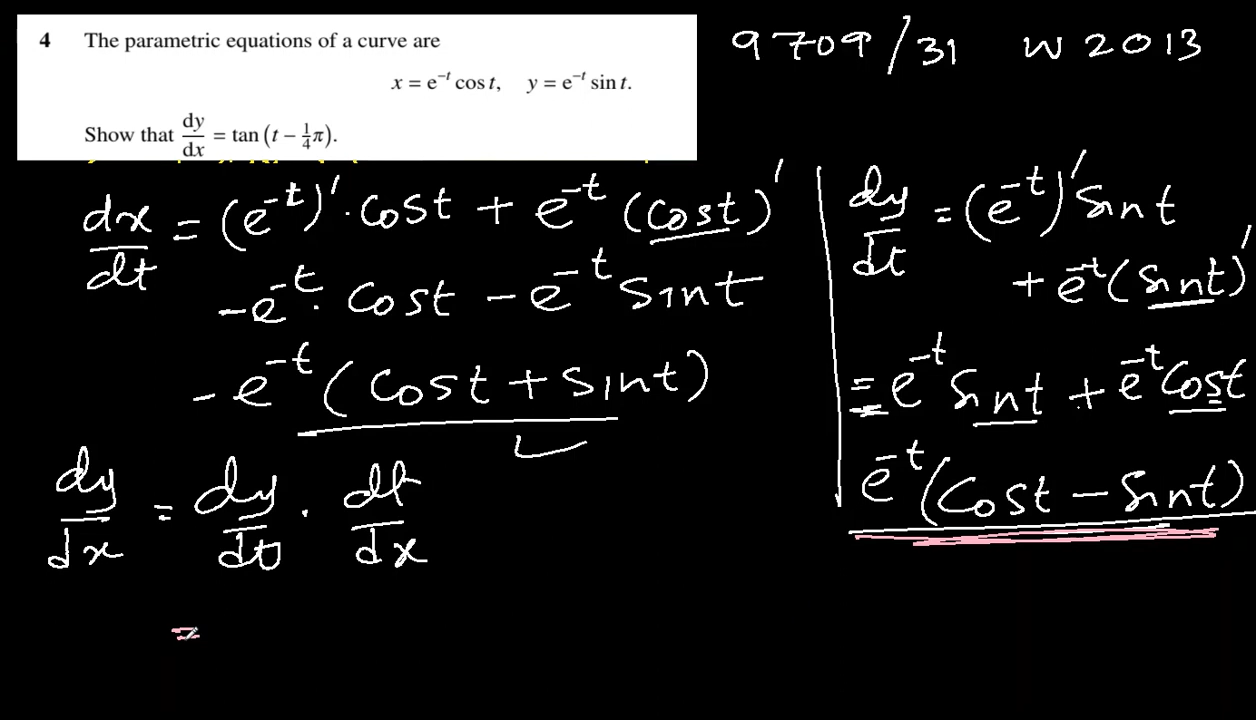 4 The parametric equations of a curve are
x = e^{-t} cos t, y = e^{-t} sin t.
Show that dy/dx = tan (t − 1/4 π).
9709/31 W 2013
dx/dt = (e^{-t})' . Cost + e^{-t} (Cost)'
-e^{-t} . Cost - e^{-t} Sint
- e^{-t} (Cost + Sint)
dy/dt = (e^{-t})' Sint
+ e^{-t} (Sint)'
= e^{-t} Sint + e^{-t} Cost
e^{-t} (Cost - Sint)
dy/dx = dy/dt . dt/dx
=